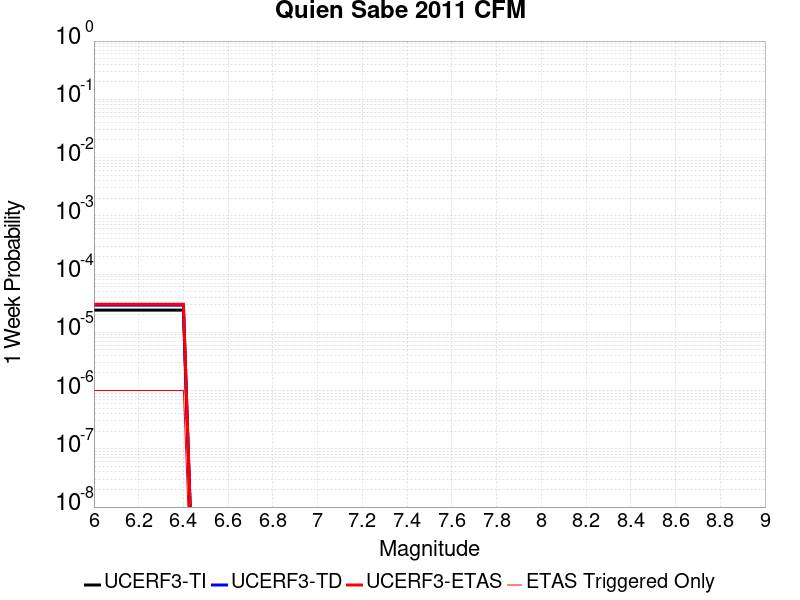 Quien Sabe 2011 CFM
10^0
10^-1
10^-2
10^-3
10^-4
10^-5
10^-6
10^-7
10^-8
1 Week Probability
6 6.2 6.4 6.6 6.8 7 7.2 7.4 7.6 7.8 8 8.2 8.4 8.6 8.8 9
Magnitude
UCERF3-TI UCERF3-TD UCERF3-ETAS ETAS Triggered Only